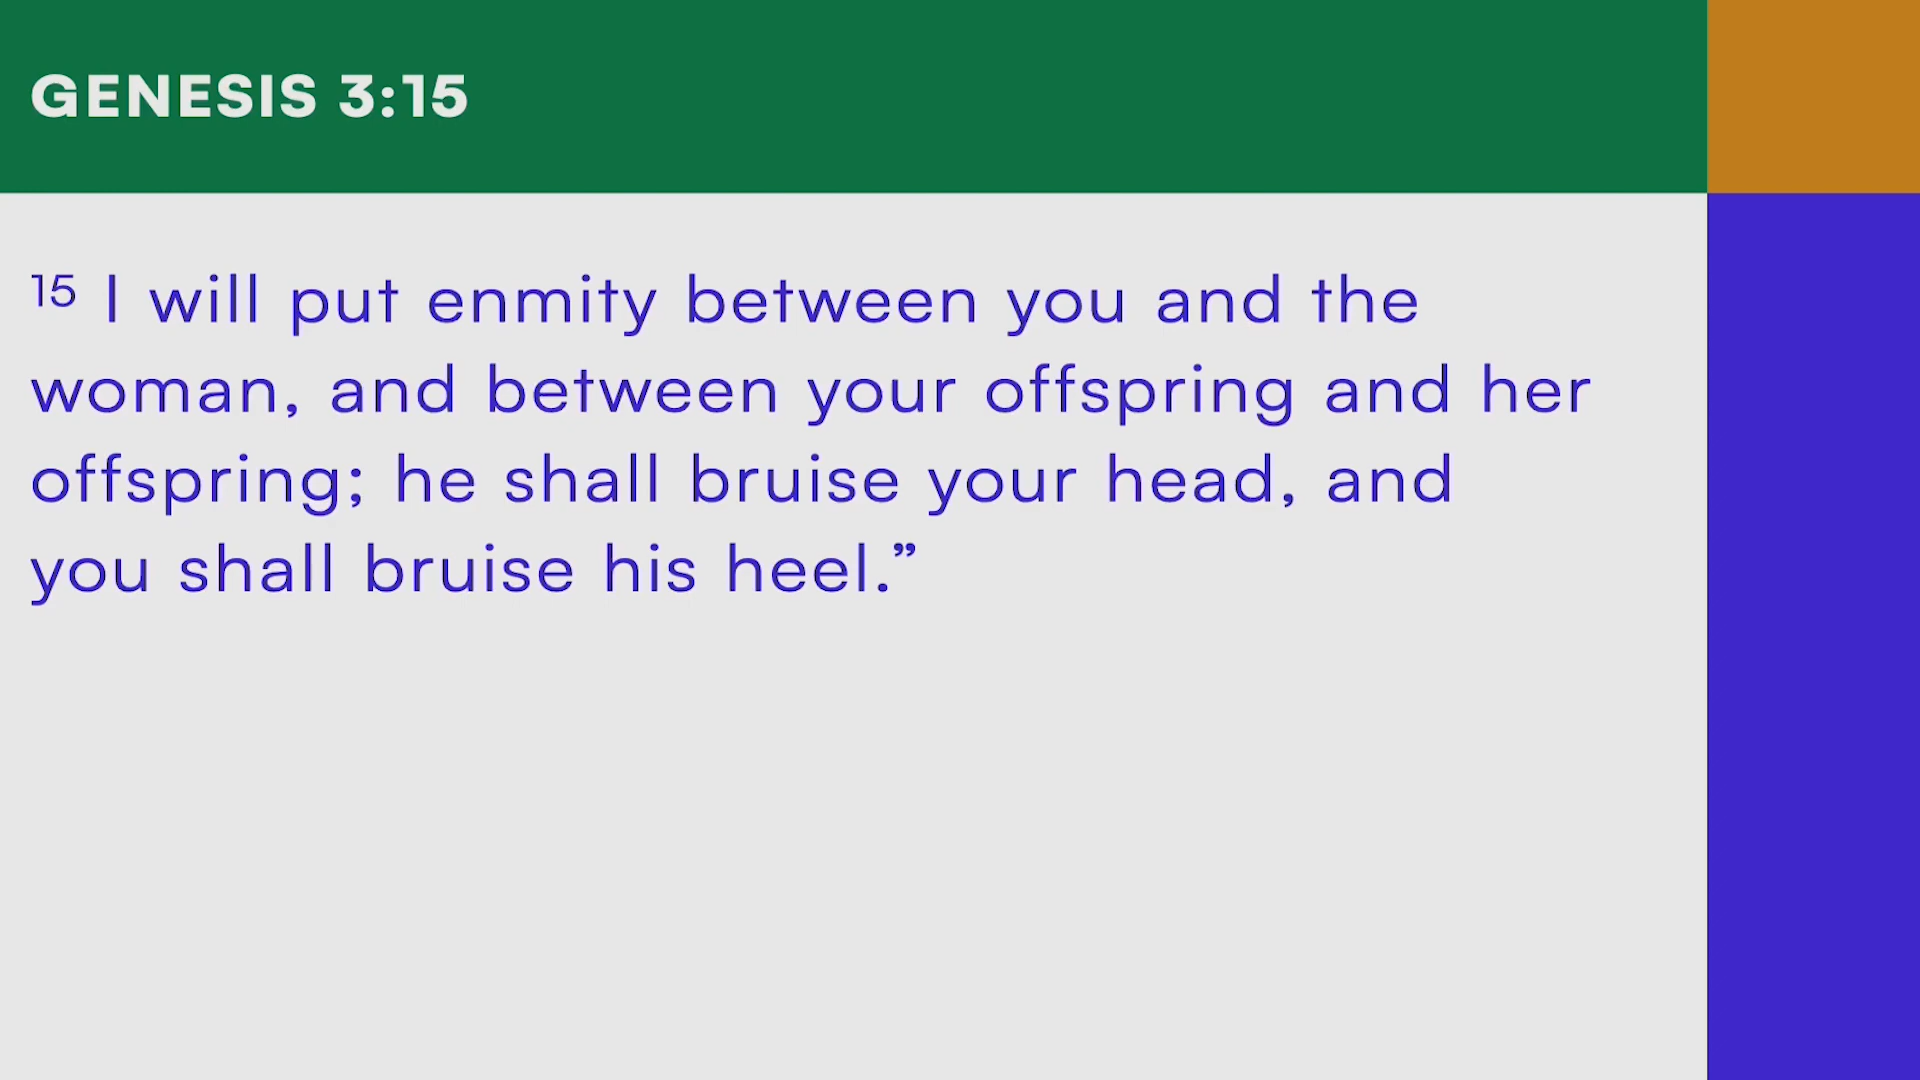 GENESIS 3:15
15 I will put enmity between you and the
woman, and between your offspring and her
offspring; he shall bruise your head, and
you shall bruise his heel.”